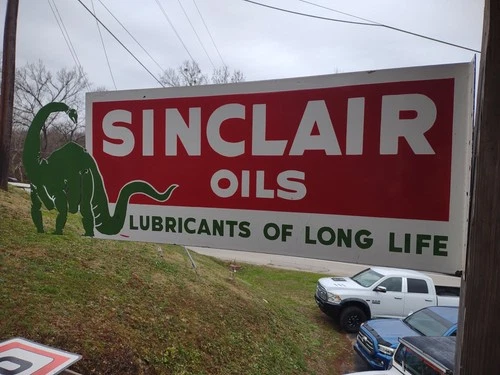 SINCLAIR
OILS
LUBRICANTS OF LONG LIFE